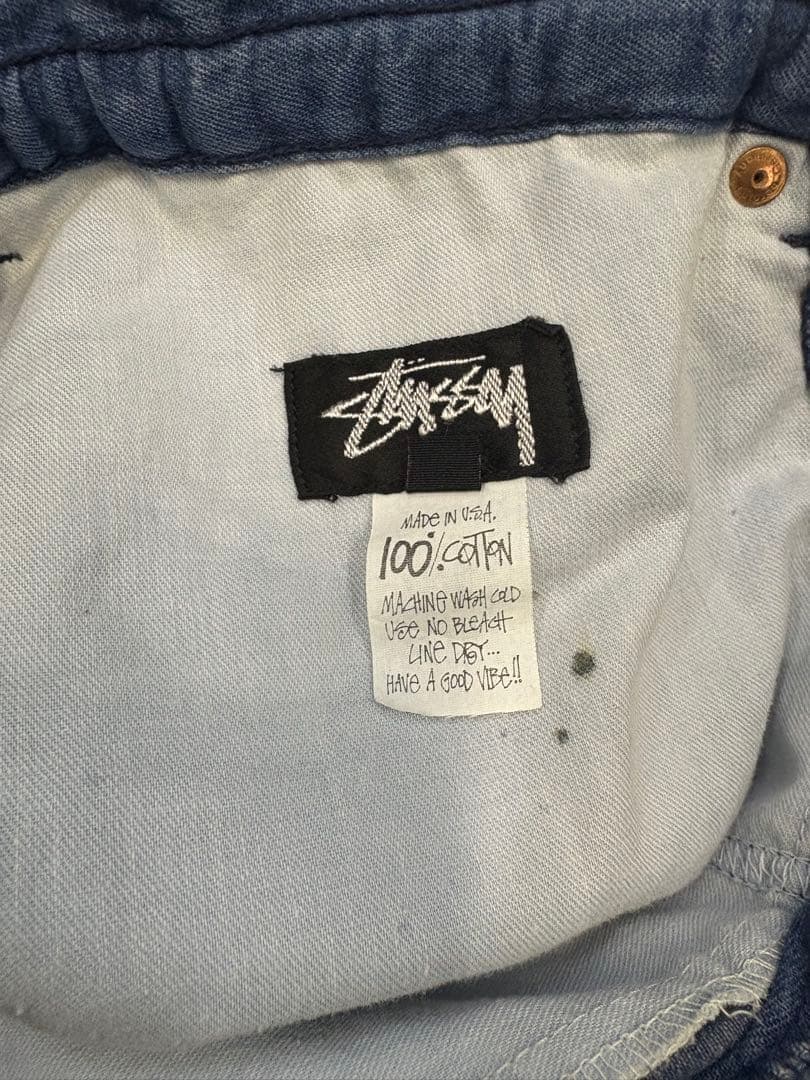 Stüssy
MADE IN U.S.A.
100%.COTTON
MACHINE WASH COLD
USE NO BLEACH
LINE DRY...
HAVE A GOOD VIBE!!